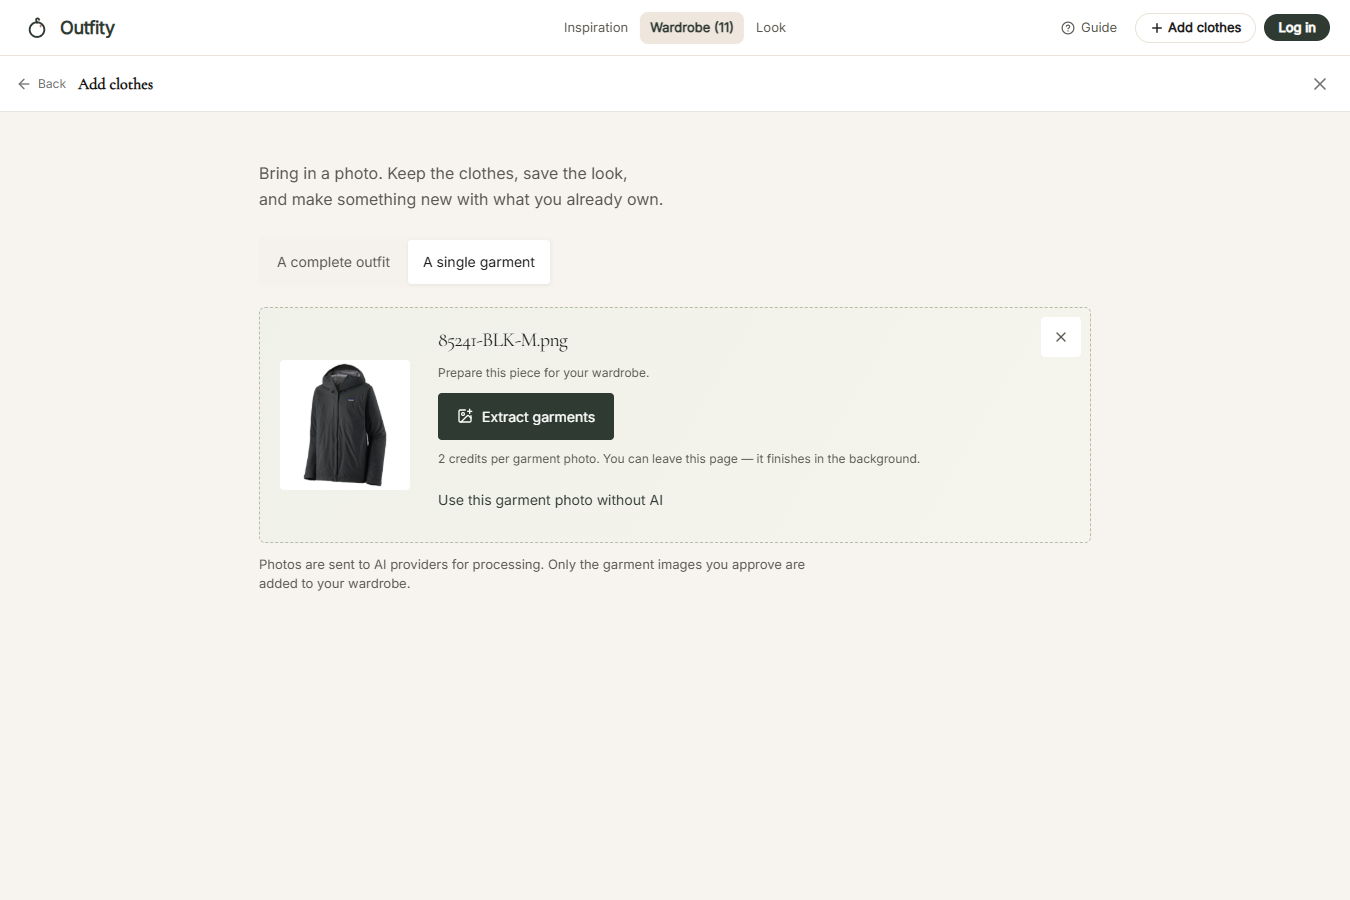 Outfity
Inspiration
Wardrobe (11)
Look
Guide
+ Add clothes
Log in
Back
Add clothes
Bring in a photo. Keep the clothes, save the look,
and make something new with what you already own.
A complete outfit
A single garment
85241-BLK-M.png
Prepare this piece for your wardrobe.
Extract garments
2 credits per garment photo. You can leave this page — it finishes in the background.
Use this garment photo without AI
Photos are sent to AI providers for processing. Only the garment images you approve are
added to your wardrobe.